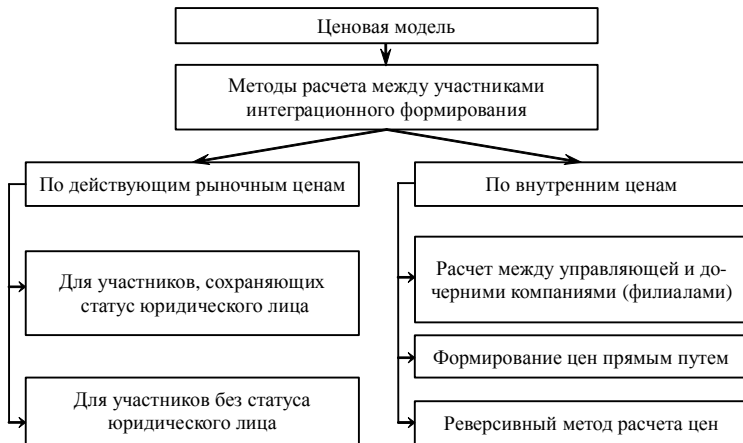 Ценовая модель
Методы расчета между участниками
интеграционного формирования
По действующим рыночным ценам
По внутренним ценам
Для участников, сохраняющих
статус юридического лица
Расчет между управляющей и до-
черними компаниями (филиалами)
Формирование цен прямым путем
Для участников без статуса
юридического лица
Реверсивный метод расчета цен